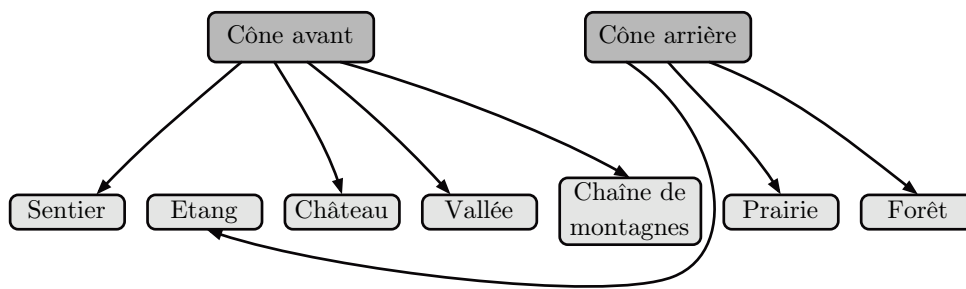 Cône avant
Cône arrière
Sentier
Etang
Château
Vallée
Chaîne de
montagnes
Prairie
Forêt